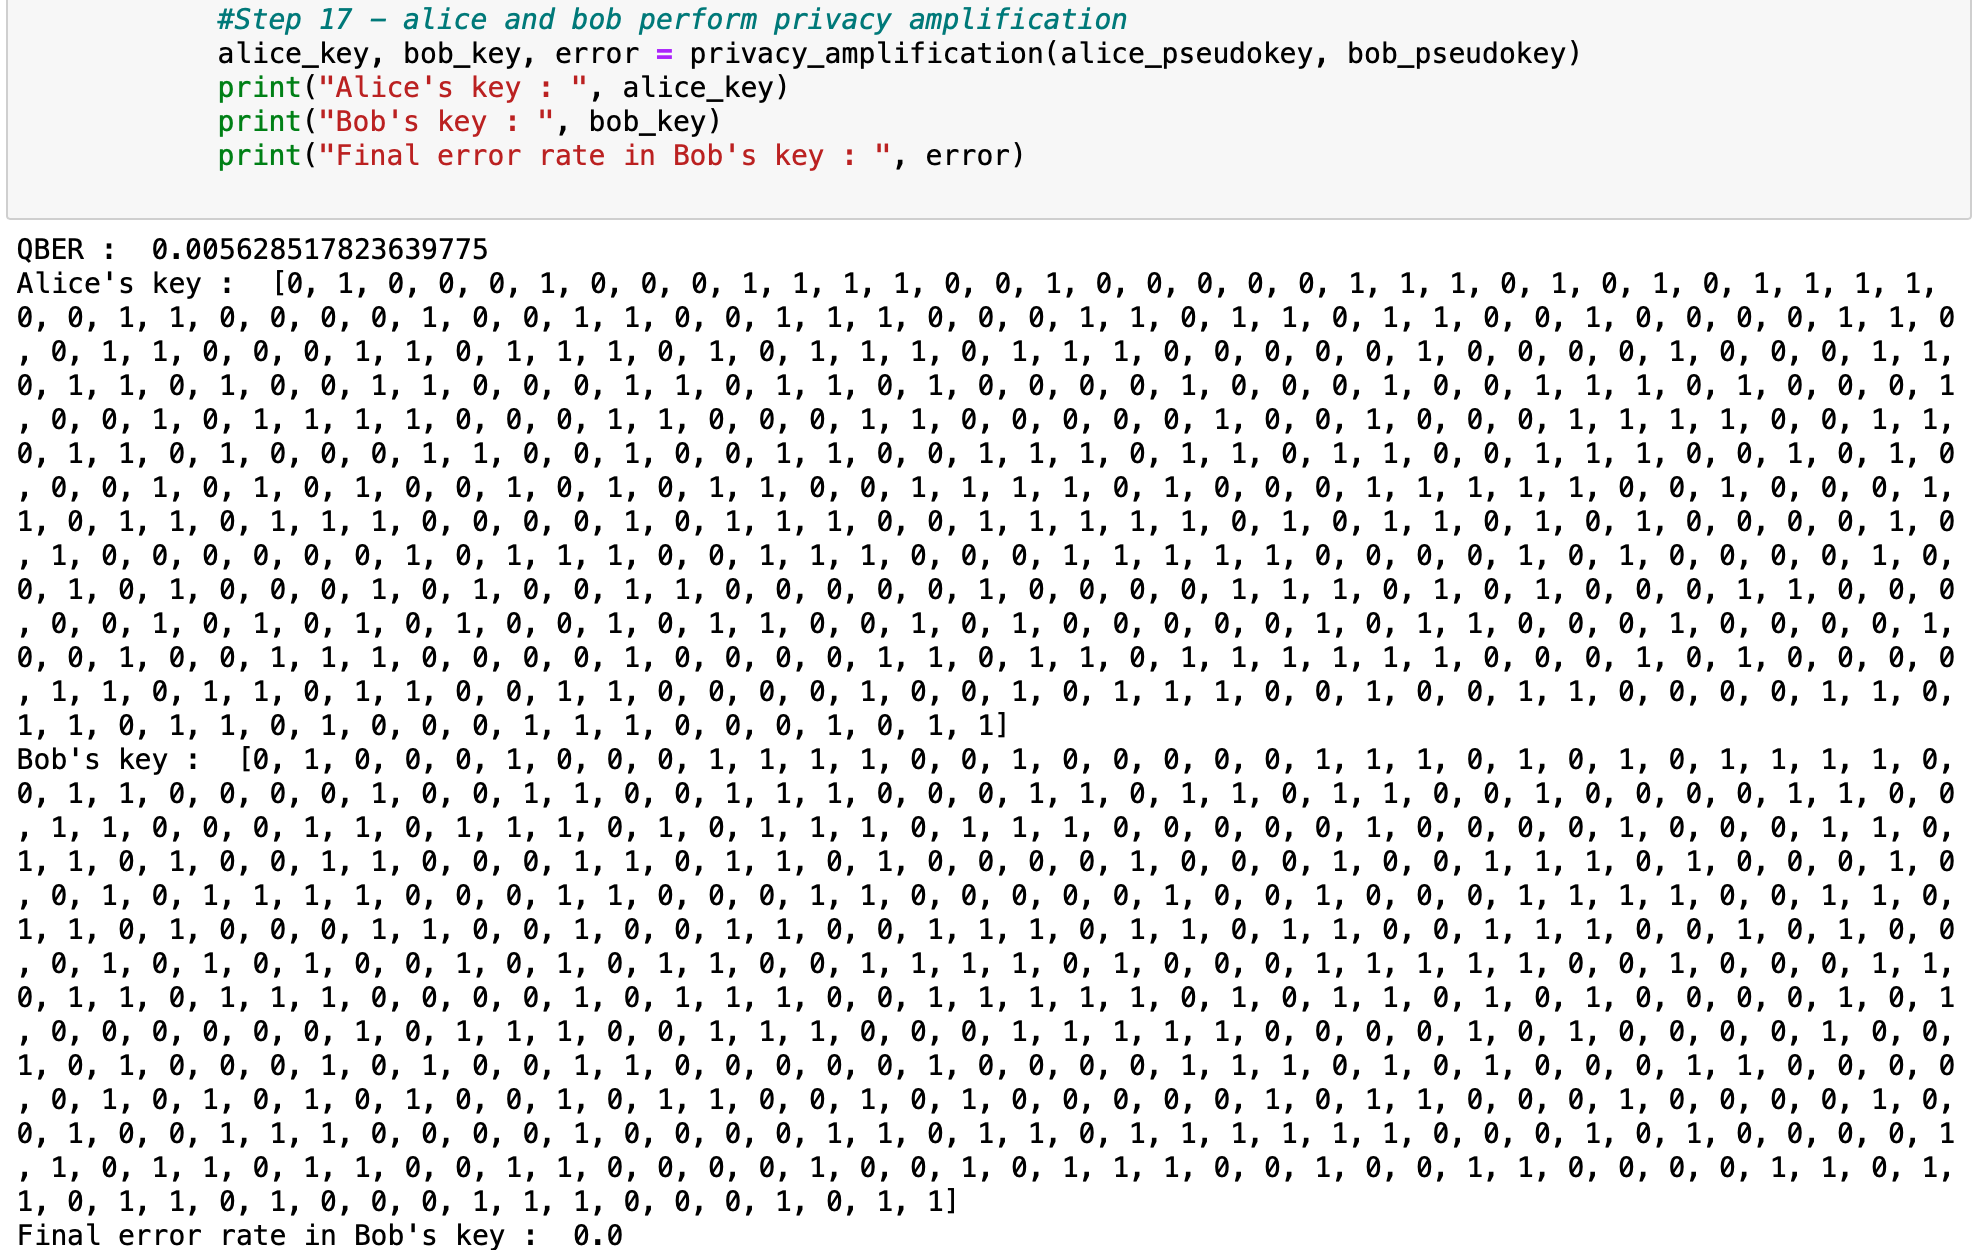 #Step 17 – alice and bob perform privacy amplification
alice_key, bob_key, error = privacy_amplification(alice_pseudokey, bob_pseudokey)
print("Alice's key : ", alice_key)
print("Bob's key : ", bob_key)
print("Final error rate in Bob's key : ", error)
QBER :  0.005628517823639775
Alice's key :  [0, 1, 0, 0, 0, 1, 0, 0, 0, 1, 1, 1, 1, 0, 0, 1, 0, 0, 0, 0, 0, 1, 1, 1, 0, 1, 0, 1, 0, 1, 1, 1, 1,
0, 0, 1, 1, 0, 0, 0, 0, 1, 0, 0, 1, 1, 0, 0, 1, 1, 1, 0, 0, 0, 1, 1, 0, 1, 1, 0, 1, 1, 0, 0, 1, 0, 0, 0, 0, 1, 1, 0
, 0, 1, 1, 0, 0, 0, 1, 1, 0, 1, 1, 1, 0, 1, 0, 1, 1, 1, 0, 1, 1, 1, 0, 0, 0, 0, 0, 1, 0, 0, 0, 0, 1, 0, 0, 0, 1, 1,
0, 1, 1, 0, 1, 0, 0, 1, 1, 0, 0, 0, 1, 1, 0, 1, 1, 0, 1, 0, 0, 0, 0, 1, 0, 0, 0, 1, 0, 0, 1, 1, 1, 0, 1, 0, 0, 0, 1
, 0, 0, 1, 0, 1, 1, 1, 1, 0, 0, 0, 1, 1, 0, 0, 0, 1, 1, 0, 0, 0, 0, 0, 1, 0, 0, 1, 0, 0, 0, 1, 1, 1, 1, 0, 0, 1, 1,
0, 1, 1, 0, 1, 0, 0, 0, 1, 1, 0, 0, 1, 0, 0, 1, 1, 0, 0, 1, 1, 1, 0, 1, 1, 0, 1, 1, 0, 0, 1, 1, 1, 0, 0, 1, 0, 1, 0
, 0, 0, 1, 0, 1, 0, 1, 0, 0, 1, 0, 1, 0, 1, 1, 0, 0, 1, 1, 1, 1, 0, 1, 0, 0, 0, 1, 1, 1, 1, 1, 0, 0, 1, 0, 0, 0, 1,
1, 0, 1, 1, 0, 1, 1, 1, 0, 0, 0, 0, 1, 0, 1, 1, 1, 0, 0, 1, 1, 1, 1, 1, 0, 1, 0, 1, 1, 0, 1, 0, 1, 0, 0, 0, 0, 1, 0
, 1, 0, 0, 0, 0, 0, 0, 1, 0, 1, 1, 1, 0, 0, 1, 1, 1, 0, 0, 0, 1, 1, 1, 1, 1, 0, 0, 0, 0, 1, 0, 1, 0, 0, 0, 0, 1, 0,
0, 1, 0, 1, 0, 0, 0, 1, 0, 1, 0, 0, 1, 1, 0, 0, 0, 0, 0, 1, 0, 0, 0, 0, 1, 1, 1, 0, 1, 0, 1, 0, 0, 0, 1, 1, 0, 0, 0
, 0, 0, 1, 0, 1, 0, 1, 0, 1, 0, 0, 1, 0, 1, 1, 0, 0, 1, 0, 1, 0, 0, 0, 0, 0, 1, 0, 1, 1, 0, 0, 0, 1, 0, 0, 0, 0, 1,
0, 0, 1, 0, 0, 1, 1, 1, 0, 0, 0, 0, 1, 0, 0, 0, 0, 1, 1, 0, 1, 1, 0, 1, 1, 1, 1, 1, 1, 0, 0, 0, 1, 0, 1, 0, 0, 0, 0
, 1, 1, 0, 1, 1, 0, 1, 1, 0, 0, 1, 1, 0, 0, 0, 0, 1, 0, 0, 1, 0, 1, 1, 1, 0, 0, 1, 0, 0, 1, 1, 0, 0, 0, 0, 1, 1, 0,
1, 1, 0, 1, 1, 0, 1, 0, 0, 0, 1, 1, 1, 0, 0, 0, 1, 0, 1, 1]
Bob's key :  [0, 1, 0, 0, 0, 1, 0, 0, 0, 1, 1, 1, 1, 0, 0, 1, 0, 0, 0, 0, 0, 1, 1, 1, 0, 1, 0, 1, 0, 1, 1, 1, 1, 0,
0, 1, 1, 0, 0, 0, 0, 1, 0, 0, 1, 1, 0, 0, 1, 1, 1, 0, 0, 0, 1, 1, 0, 1, 1, 0, 1, 1, 0, 0, 1, 0, 0, 0, 0, 1, 1, 0, 0
, 1, 1, 0, 0, 0, 1, 1, 0, 1, 1, 1, 0, 1, 0, 1, 1, 1, 0, 1, 1, 1, 0, 0, 0, 0, 0, 1, 0, 0, 0, 0, 1, 0, 0, 0, 1, 1, 0,
1, 1, 0, 1, 0, 0, 1, 1, 0, 0, 0, 1, 1, 0, 1, 1, 0, 1, 0, 0, 0, 0, 1, 0, 0, 0, 1, 0, 0, 1, 1, 1, 0, 1, 0, 0, 0, 1, 0
, 0, 1, 0, 1, 1, 1, 1, 0, 0, 0, 1, 1, 0, 0, 0, 1, 1, 0, 0, 0, 0, 0, 1, 0, 0, 1, 0, 0, 0, 1, 1, 1, 1, 0, 0, 1, 1, 0,
1, 1, 0, 1, 0, 0, 0, 1, 1, 0, 0, 1, 0, 0, 1, 1, 0, 0, 1, 1, 1, 0, 1, 1, 0, 1, 1, 0, 0, 1, 1, 1, 0, 0, 1, 0, 1, 0, 0
, 0, 1, 0, 1, 0, 1, 0, 0, 1, 0, 1, 0, 1, 1, 0, 0, 1, 1, 1, 1, 0, 1, 0, 0, 0, 1, 1, 1, 1, 1, 0, 0, 1, 0, 0, 0, 1, 1,
0, 1, 1, 0, 1, 1, 1, 0, 0, 0, 0, 1, 0, 1, 1, 1, 0, 0, 1, 1, 1, 1, 1, 0, 1, 0, 1, 1, 0, 1, 0, 1, 0, 0, 0, 0, 1, 0, 1
, 0, 0, 0, 0, 0, 0, 1, 0, 1, 1, 1, 0, 0, 1, 1, 1, 0, 0, 0, 1, 1, 1, 1, 1, 0, 0, 0, 0, 1, 0, 1, 0, 0, 0, 0, 1, 0, 0,
1, 0, 1, 0, 0, 0, 1, 0, 1, 0, 0, 1, 1, 0, 0, 0, 0, 0, 1, 0, 0, 0, 0, 1, 1, 1, 0, 1, 0, 1, 0, 0, 0, 1, 1, 0, 0, 0, 0
, 0, 1, 0, 1, 0, 1, 0, 1, 0, 0, 1, 0, 1, 1, 0, 0, 1, 0, 1, 0, 0, 0, 0, 0, 1, 0, 1, 1, 0, 0, 0, 1, 0, 0, 0, 0, 1, 0,
0, 1, 0, 0, 1, 1, 1, 0, 0, 0, 0, 1, 0, 0, 0, 0, 1, 1, 0, 1, 1, 0, 1, 1, 1, 1, 1, 1, 0, 0, 0, 1, 0, 1, 0, 0, 0, 0, 1
, 1, 0, 1, 1, 0, 1, 1, 0, 0, 1, 1, 0, 0, 0, 0, 1, 0, 0, 1, 0, 1, 1, 1, 0, 0, 1, 0, 0, 1, 1, 0, 0, 0, 0, 1, 1, 0, 1,
1, 0, 1, 1, 0, 1, 0, 0, 0, 1, 1, 1, 0, 0, 0, 1, 0, 1, 1]
Final error rate in Bob's key :  0.0